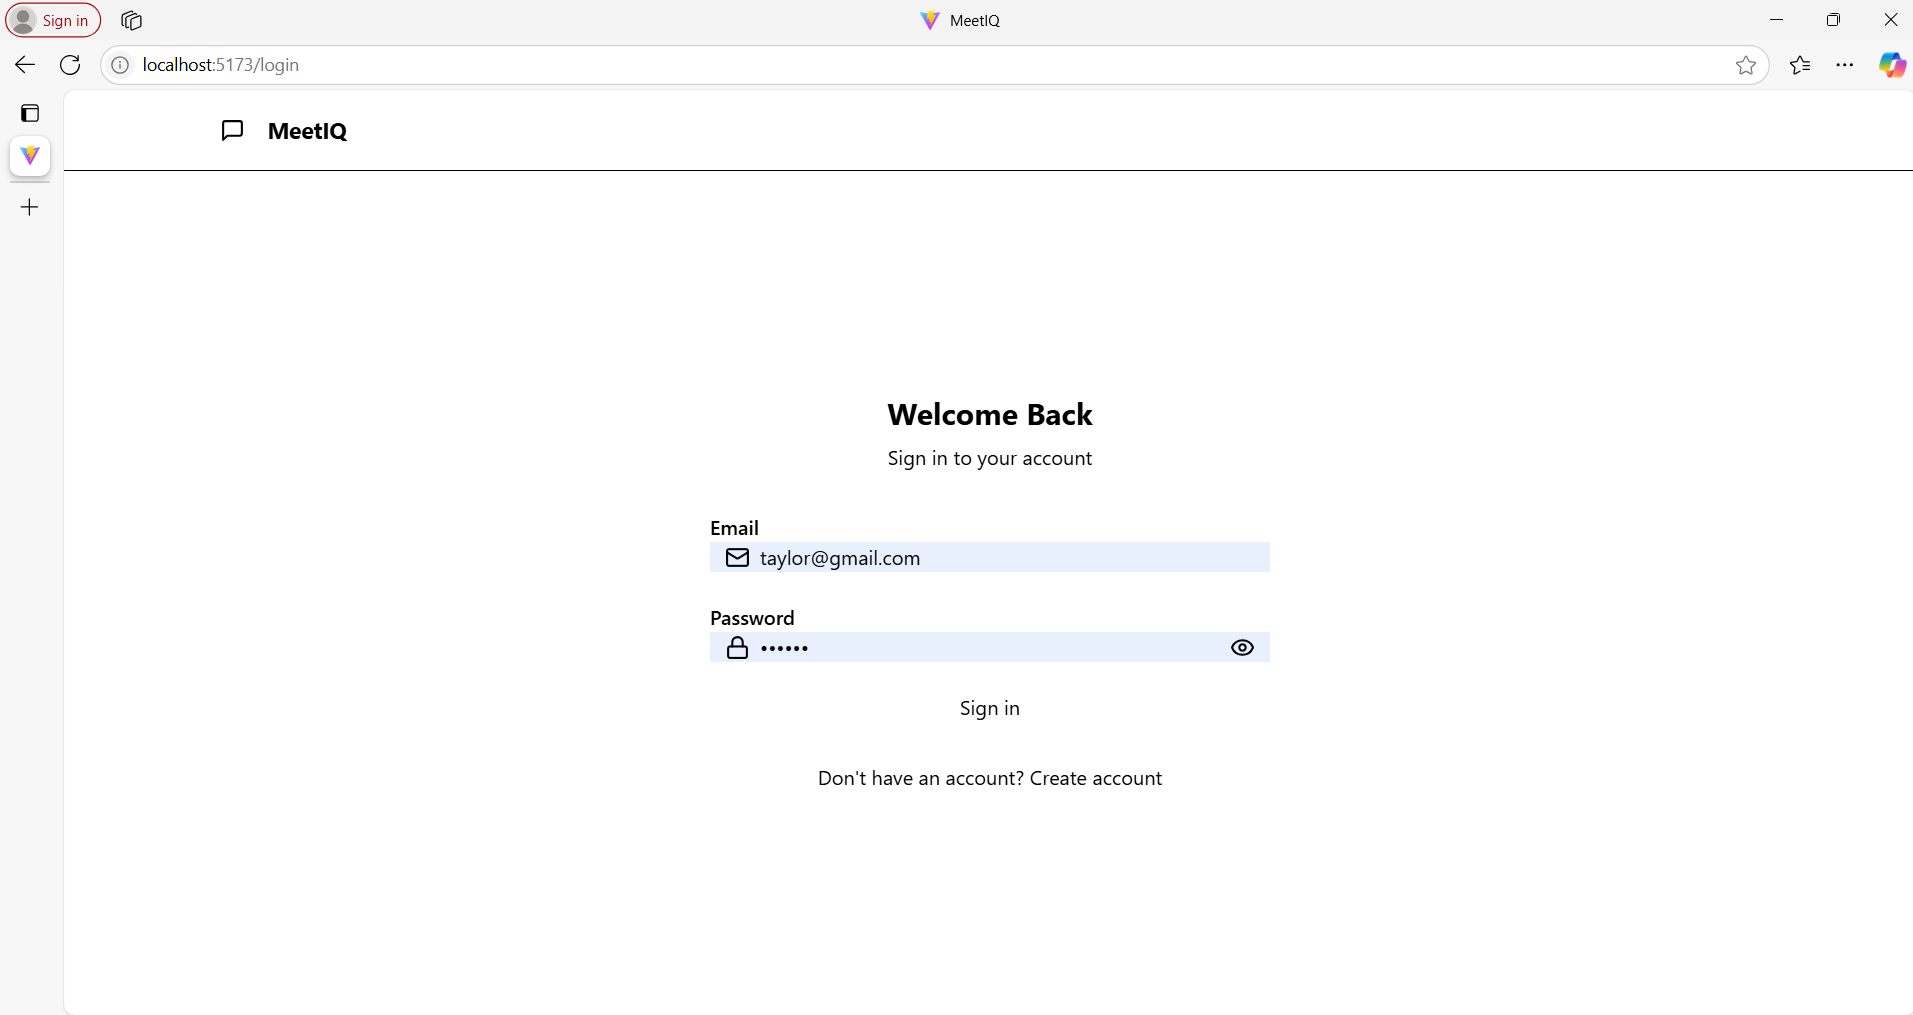 Sign in
MeetIQ
localhost:5173/login
MeetIQ
Welcome Back
Sign in to your account
Email
taylor@gmail.com
Password
••••••
Sign in
Don't have an account? Create account